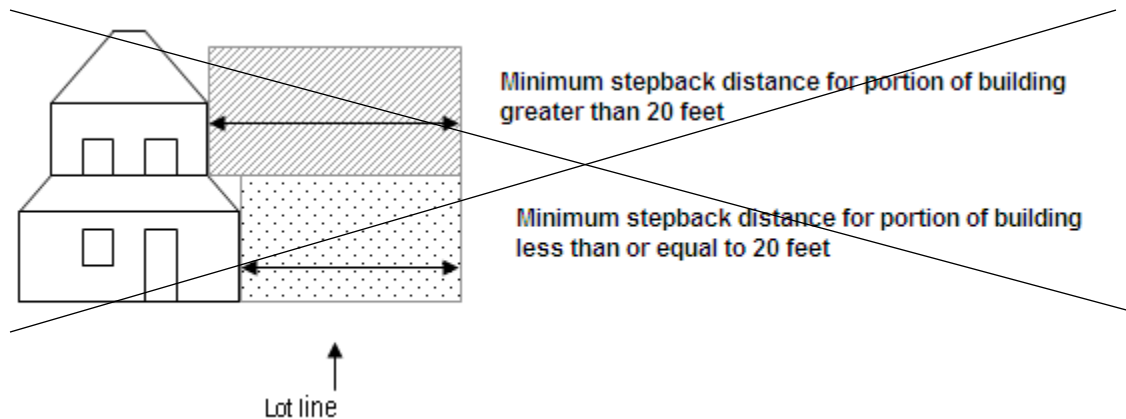 Minimum stepback distance for portion of building
greater than 20 feet
Minimum stepback distance for portion of building
less than or equal to 20 feet
Lot line